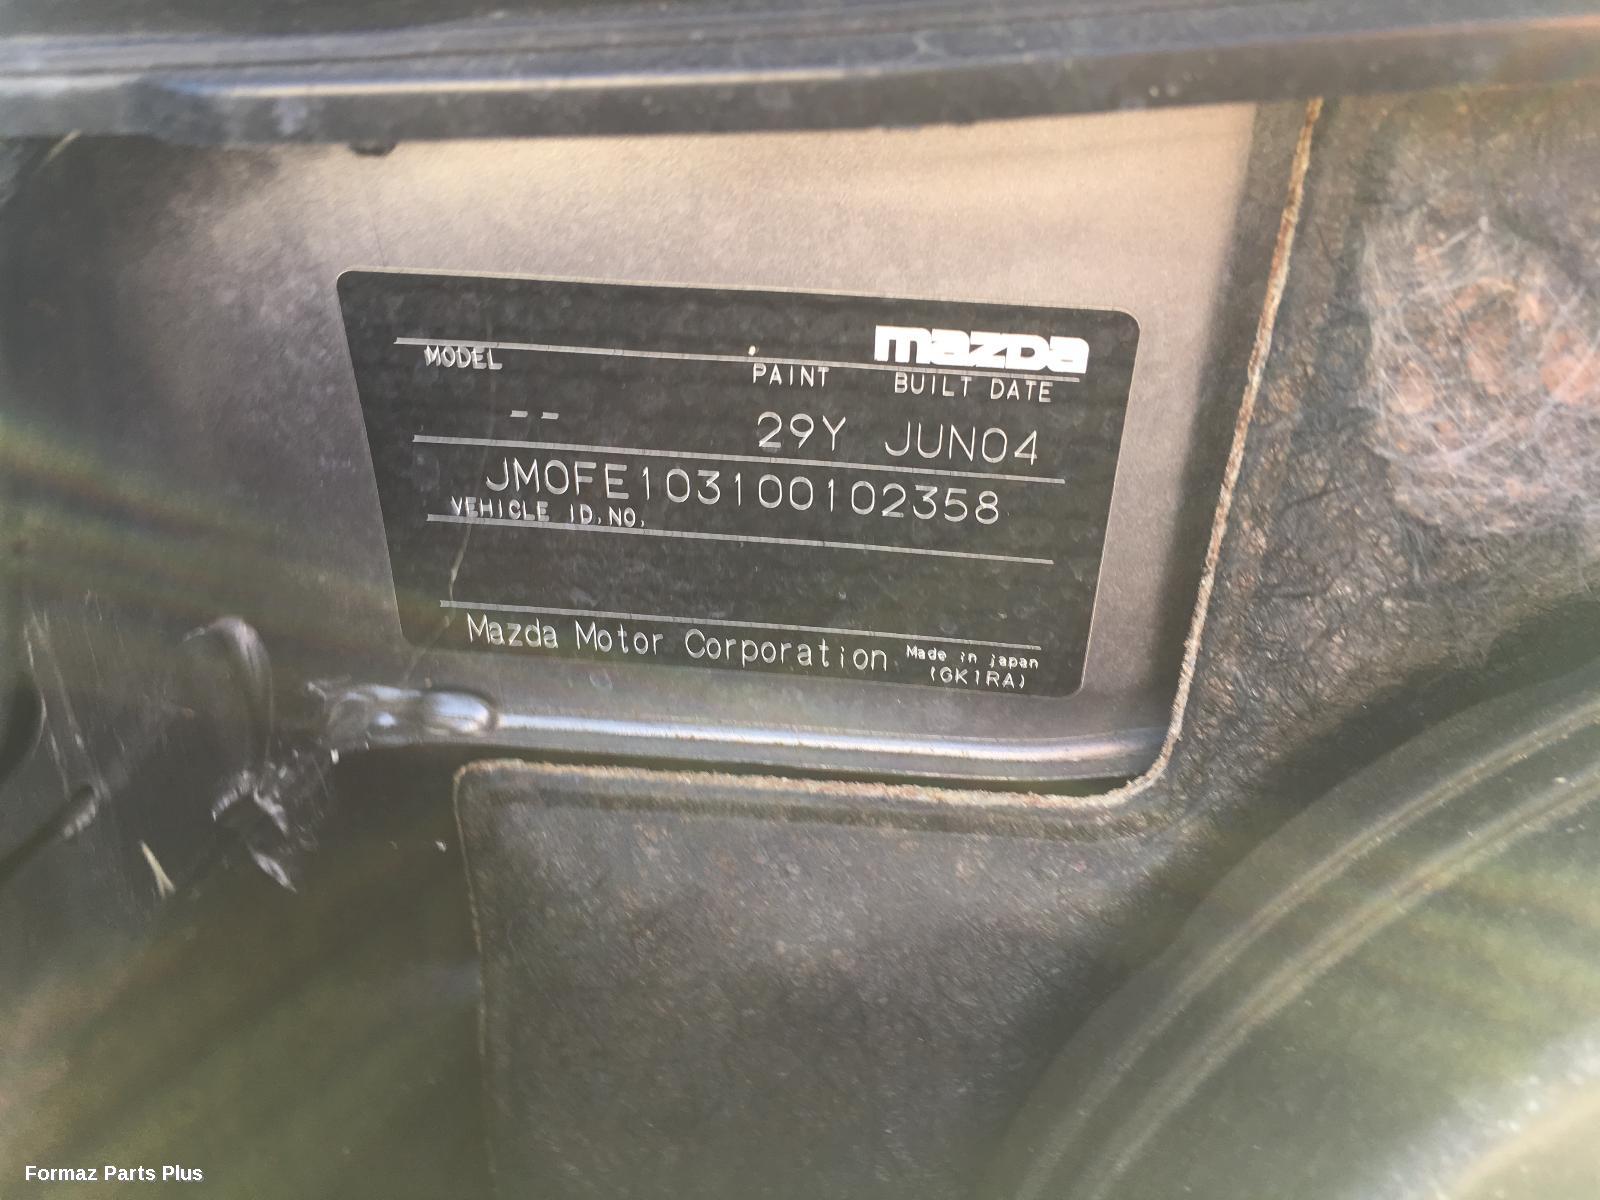 mazda
MODEL PAINT BUILT DATE
-- 29Y JUN04
JM0FE103100102358
VEHICLE ID.NO.
Mazda Motor Corporation Made in japan
(GK1RA)
Formaz Parts Plus